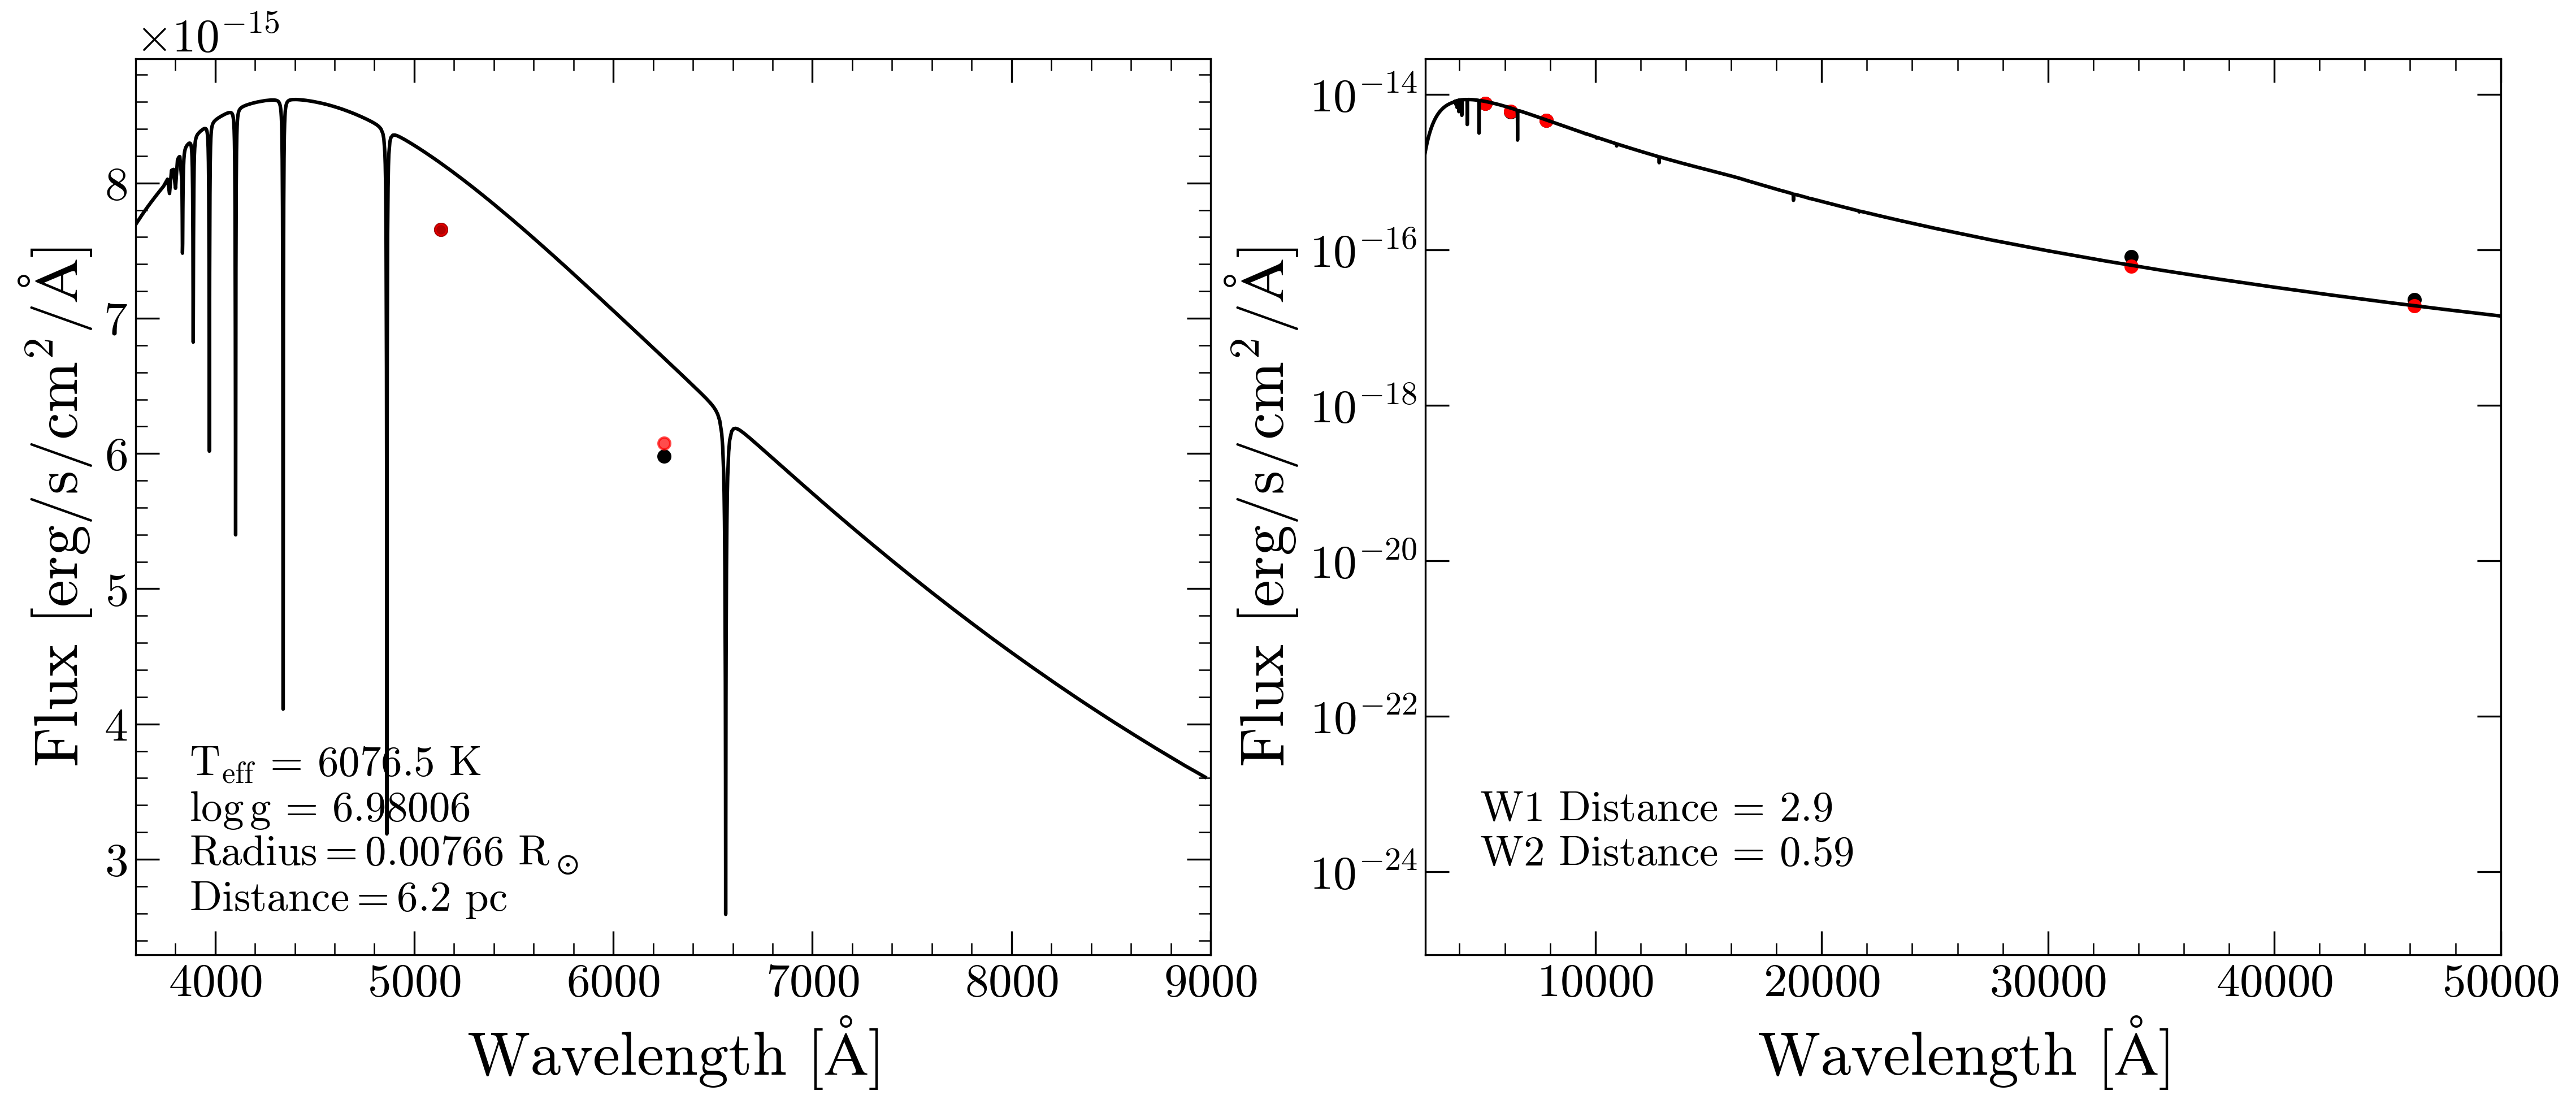 ×10⁻¹⁵
8
7
6
5
4
3
Flux [erg/s/cm²/Å]
T_eff = 6076.5 K
log g = 6.98006
Radius = 0.00766 R_⊙
Distance = 6.2 pc
4000 5000 6000 7000 8000 9000
Wavelength [Å]
10⁻¹⁴
10⁻¹⁶
10⁻¹⁸
10⁻²⁰
10⁻²²
10⁻²⁴
Flux [erg/s/cm²/Å]
W1 Distance = 2.9
W2 Distance = 0.59
10000 20000 30000 40000 50000
Wavelength [Å]